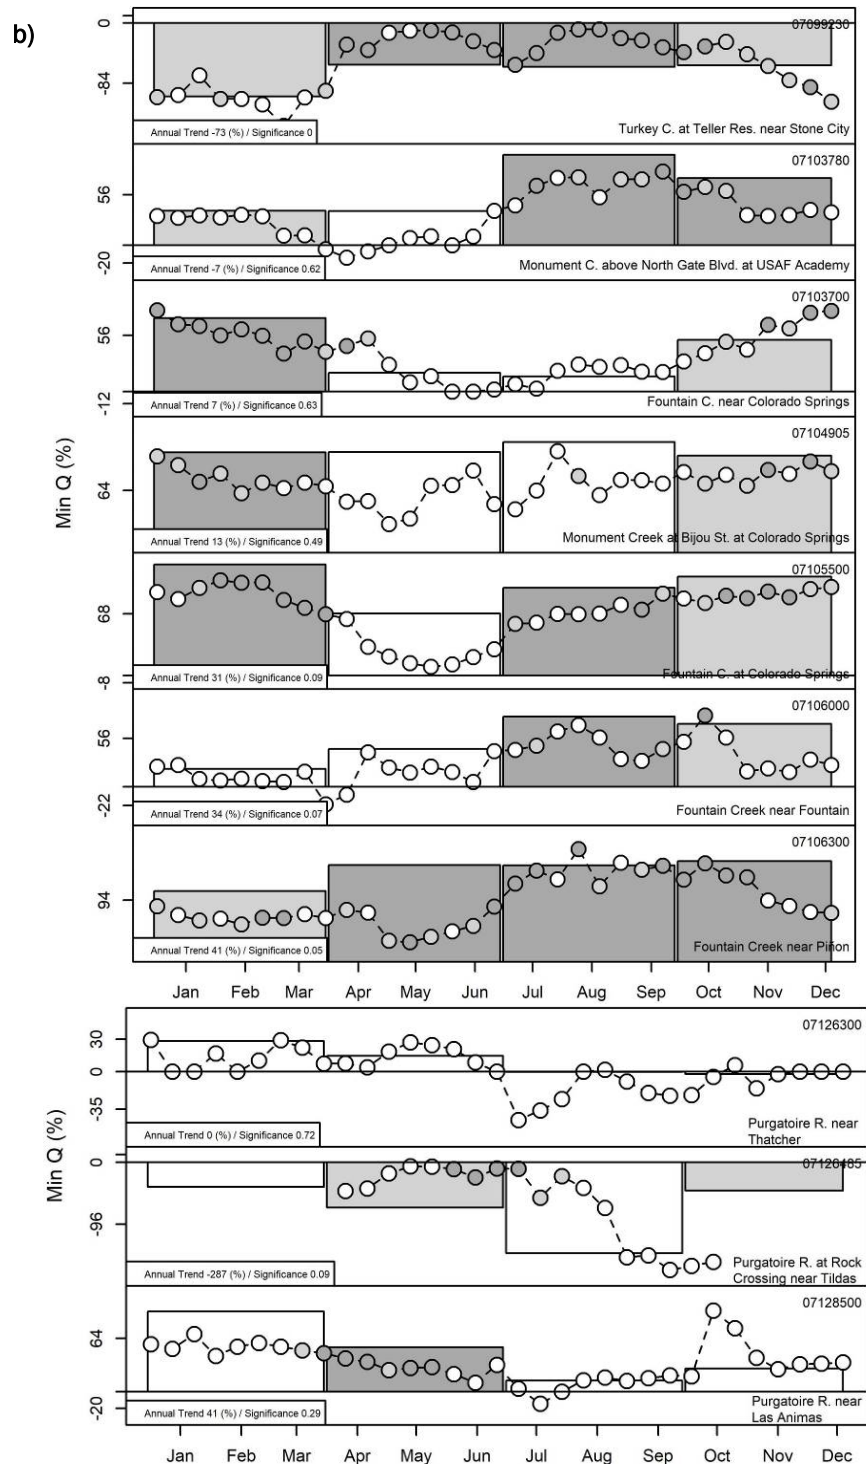 b)
0
-84
07099230
Annual Trend -73 (%) / Significance 0
Turkey C. at Teller Res. near Stone City
56
-20
07103780
Annual Trend -7 (%) / Significance 0.62
Monument C. above North Gate Blvd. at USAF Academy
56
-12
07103700
Annual Trend 7 (%) / Significance 0.63
Fountain C. near Colorado Springs
Min Q (%)
64
07104905
Annual Trend 13 (%) / Significance 0.49
Monument Creek at Bijou St. at Colorado Springs
68
-8
07105500
Annual Trend 31 (%) / Significance 0.09
Fountain C. at Colorado Springs
56
-22
07106000
Annual Trend 34 (%) / Significance 0.07
Fountain Creek near Fountain
94
07106300
Annual Trend 41 (%) / Significance 0.05
Fountain Creek near Piñon
Jan Feb Mar Apr May Jun Jul Aug Sep Oct Nov Dec
30
0
-35
07126300
Annual Trend 0 (%) / Significance 0.72
Purgatoire R. near
Thatcher
Min Q (%)
0
-96
07126485
Annual Trend -287 (%) / Significance 0.09
Purgatoire R. at Rock
Crossing near Tildas
64
-20
07128500
Annual Trend 41 (%) / Significance 0.29
Purgatoire R. near
Las Animas
Jan Feb Mar Apr May Jun Jul Aug Sep Oct Nov Dec